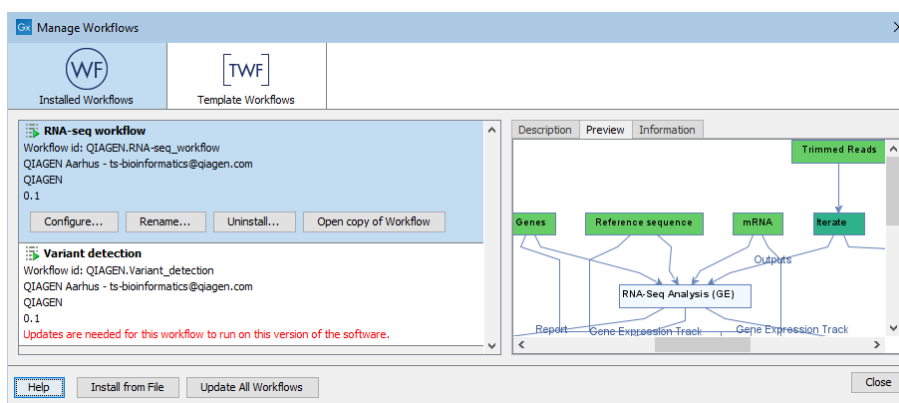 Gx Manage Workflows
WF
TWF
Installed Workflows
Template Workflows
RNA-seq workflow
Workflow id: QIAGEN.RNA-seq_workflow
QIAGEN Aarhus - ts-bioinformatics@qiagen.com
QIAGEN
0.1
Configure...
Rename...
Uninstall...
Open copy of Workflow
Variant detection
Workflow id: QIAGEN.Variant_detection
QIAGEN Aarhus - ts-bioinformatics@qiagen.com
QIAGEN
0.1
Updates are needed for this workflow to run on this version of the software.
Description
Preview
Information
Trimmed Reads
Genes
Reference sequence
mRNA
Iterate
Outputs
RNA-Seq Analysis (GE)
Report
Gene Expression Track
Gene Expression Track
Help
Install from File
Update All Workflows
Close